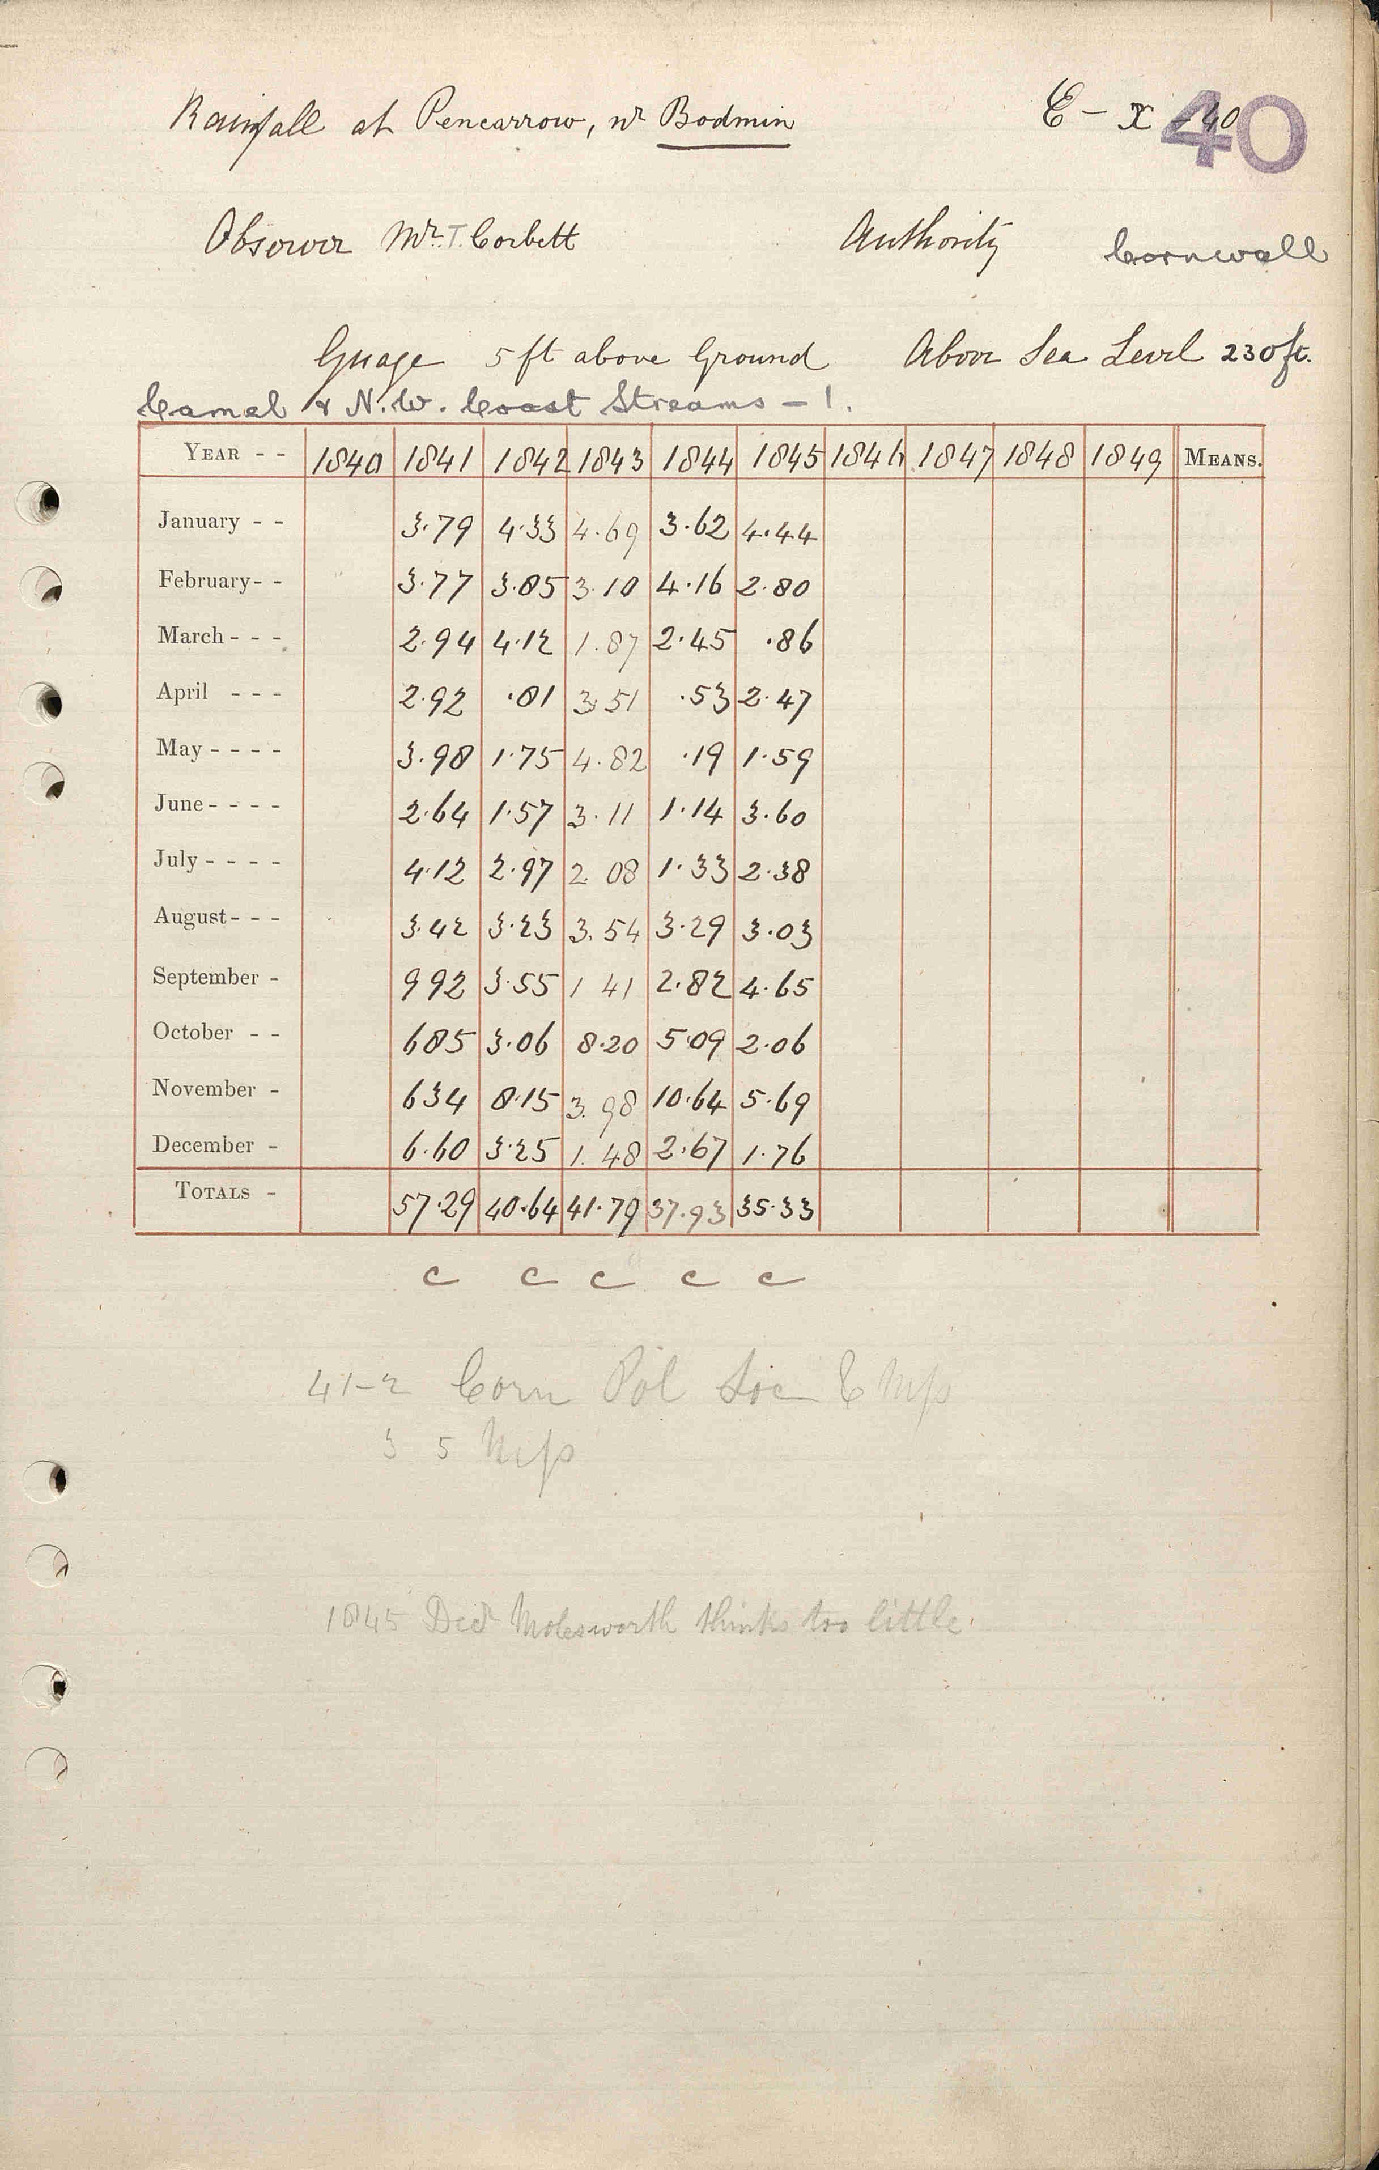 Rainfall at Pencarrow, nr Bodmin E - X - 40 40
Observer Mr. T. Corbett Authority Cornwall
Guage 5 ft above Ground Above Sea Level 230 ft.
Camel & N.W. Coast Streams - 1.
YEAR - - 1840 1841 1842 1843 1844 1845 1846 1847 1848 1849 MEANS.
January - - 3.79 4.33 4.69 3.62 4.44
February - - 3.77 3.85 3.10 4.16 2.80
March - - - 2.94 4.12 1.87 2.45 .86
April - - - 2.92 .81 3.51 .53 2.47
May - - - - 3.98 1.75 4.82 .19 1.59
June - - - - 2.64 1.57 3.11 1.14 3.60
July - - - - 4.12 2.97 2 08 1.33 2.38
August - - - 3.42 3.23 3.54 3.29 3.03
September - 9 92 3.55 1 41 2.82 4.65
October - - 6 85 3.06 8.20 5.09 2.06
November - 6 34 8.15 3.98 10.64 5.69
December - 6.60 3.25 1.48 2.67 1.76
TOTALS - 57.29 40.64 41.79 37.93 35.33
c c c c c
41-2 Corn Pol Soc & Mss
3 5 Mss
1845 Decr Molesworth thinks too little.